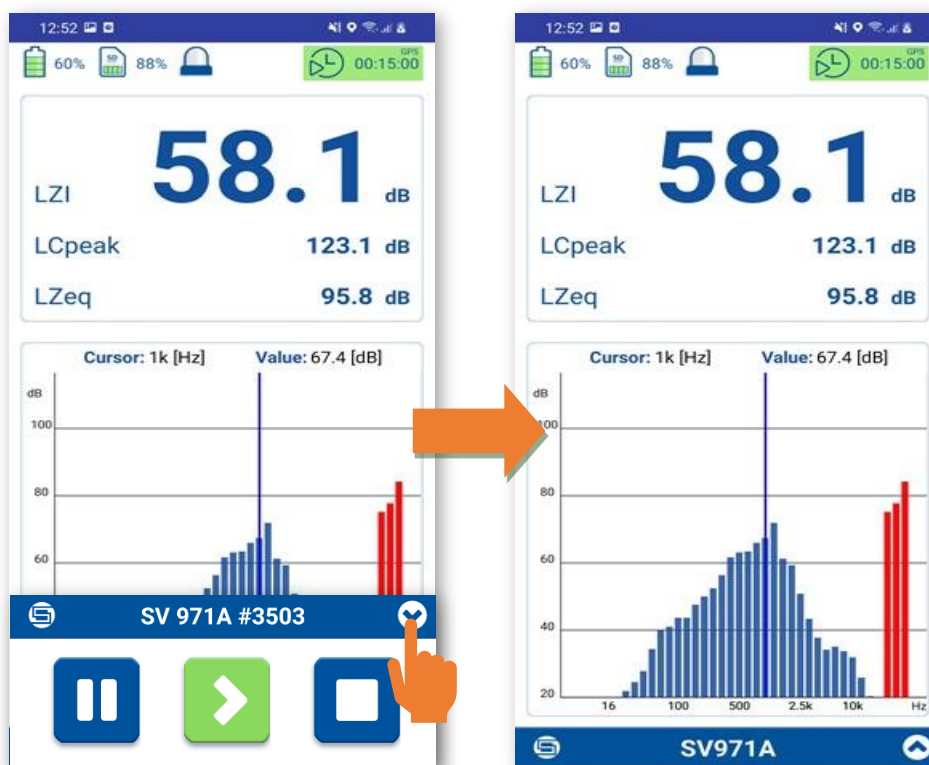 12:52
60% SD 88% GPS 00:15:00
LZI 58.1 dB
LCpeak 123.1 dB
LZeq 95.8 dB
Cursor: 1k [Hz] Value: 67.4 [dB]
dB
100
80
60
SV 971A #3503
12:52
60% SD 88% GPS 00:15:00
LZI 58.1 dB
LCpeak 123.1 dB
LZeq 95.8 dB
Cursor: 1k [Hz] Value: 67.4 [dB]
dB
00
80
60
40
20
16 100 500 2.5k 10k Hz
SV971A